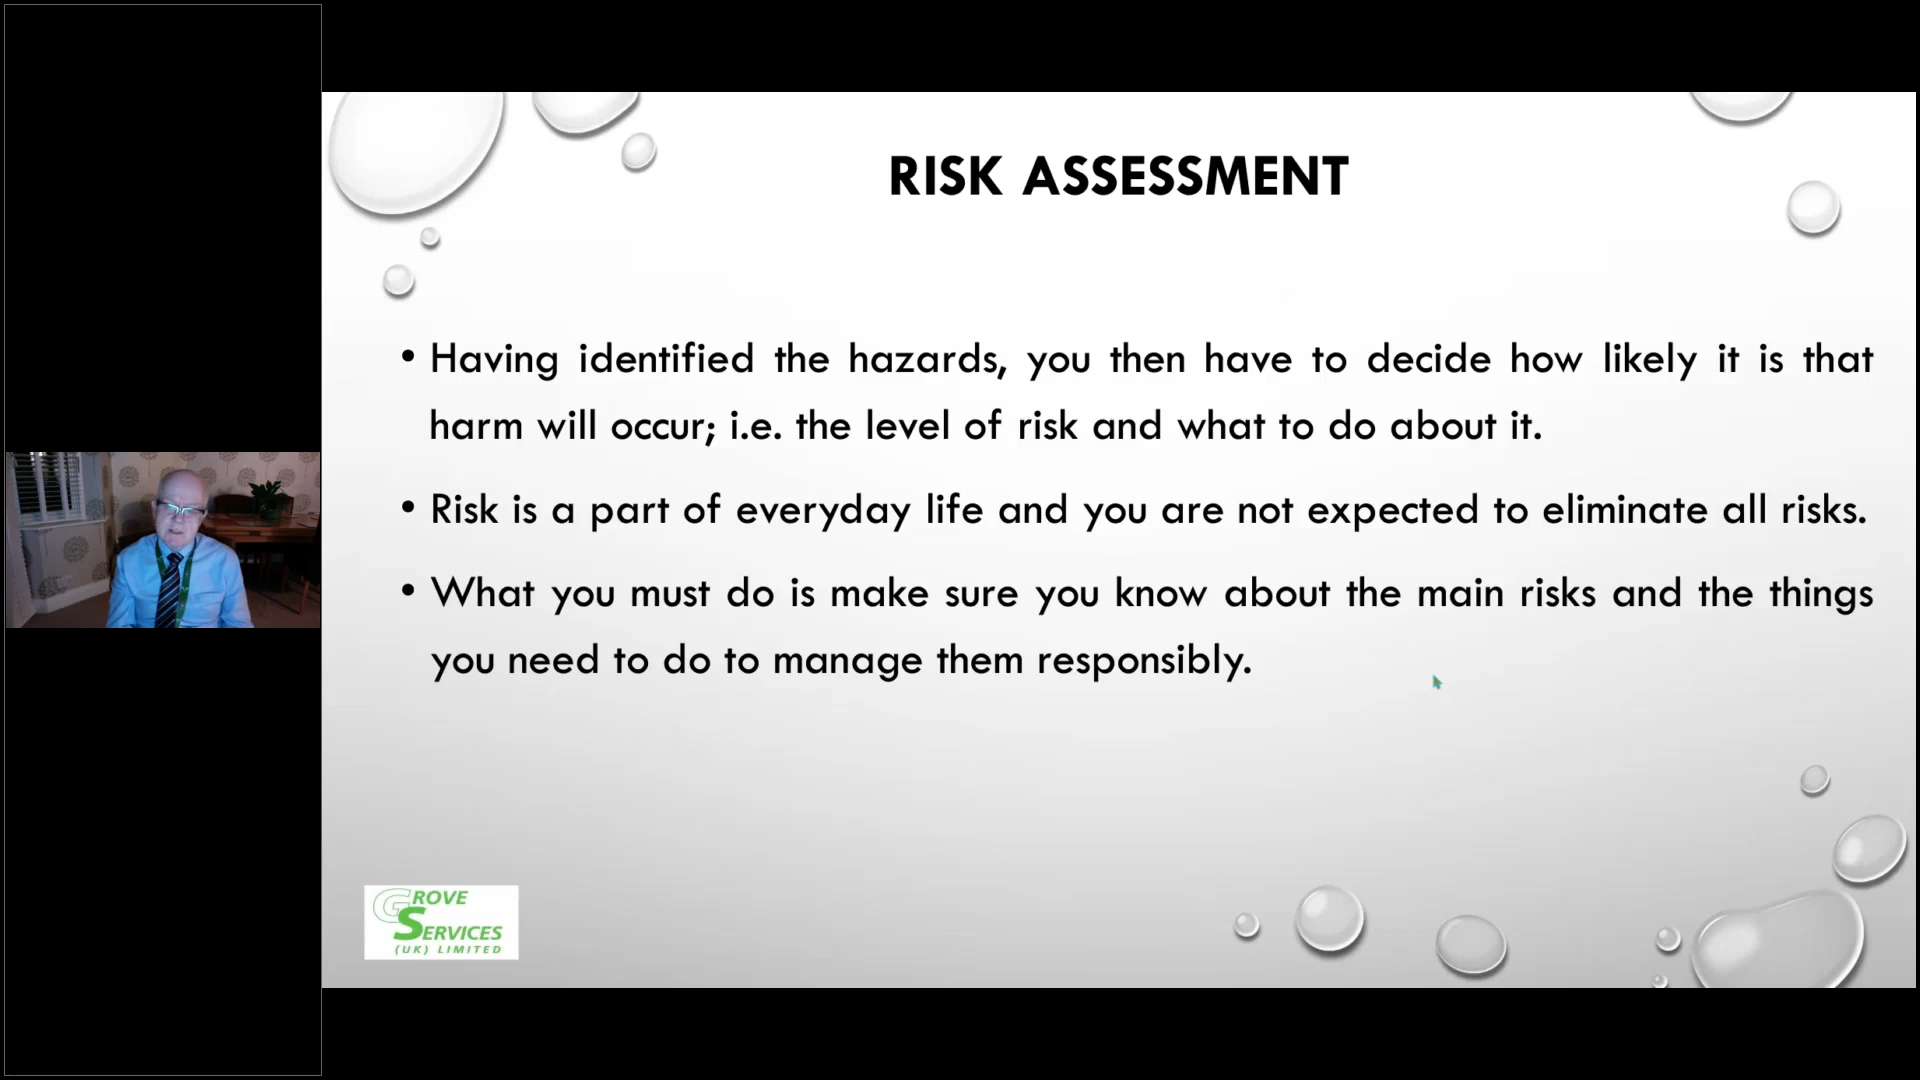 RISK ASSESSMENT
• Having identified the hazards, you then have to decide how likely it is that
harm will occur; i.e. the level of risk and what to do about it.
• Risk is a part of everyday life and you are not expected to eliminate all risks.
• What you must do is make sure you know about the main risks and the things
you need to do to manage them responsibly.
GROVE
SERVICES
(UK) LIMITED